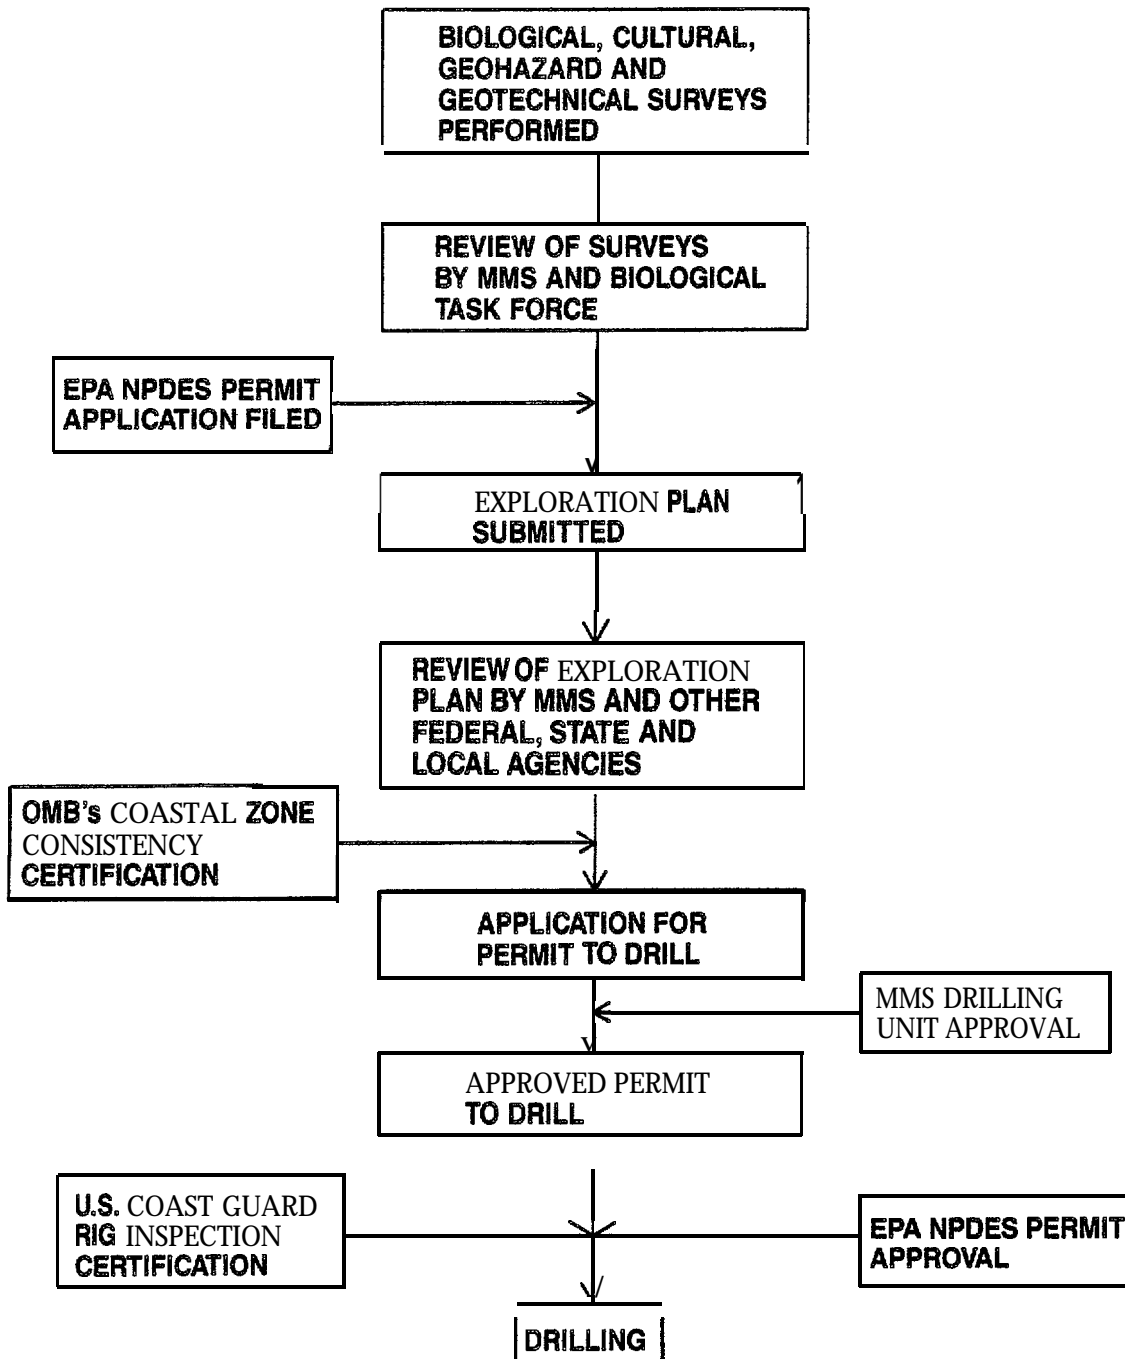 BIOLOGICAL, CULTURAL,
GEOHAZARD AND
GEOTECHNICAL SURVEYS
PERFORMED
REVIEW OF SURVEYS
BY MMS AND BIOLOGICAL
TASK FORCE
EPA NPDES PERMIT
APPLICATION FILED
EXPLORATION PLAN
SUBMITTED
REVIEW OF EXPLORATION
PLAN BY MMS AND OTHER
FEDERAL, STATE AND
LOCAL AGENCIES
OMB's COASTAL ZONE
CONSISTENCY
CERTIFICATION
APPLICATION FOR
PERMIT TO DRILL
MMS DRILLING
UNIT APPROVAL
APPROVED PERMIT
TO DRILL
U.S. COAST GUARD
RIG INSPECTION
CERTIFICATION
EPA NPDES PERMIT
APPROVAL
DRILLING